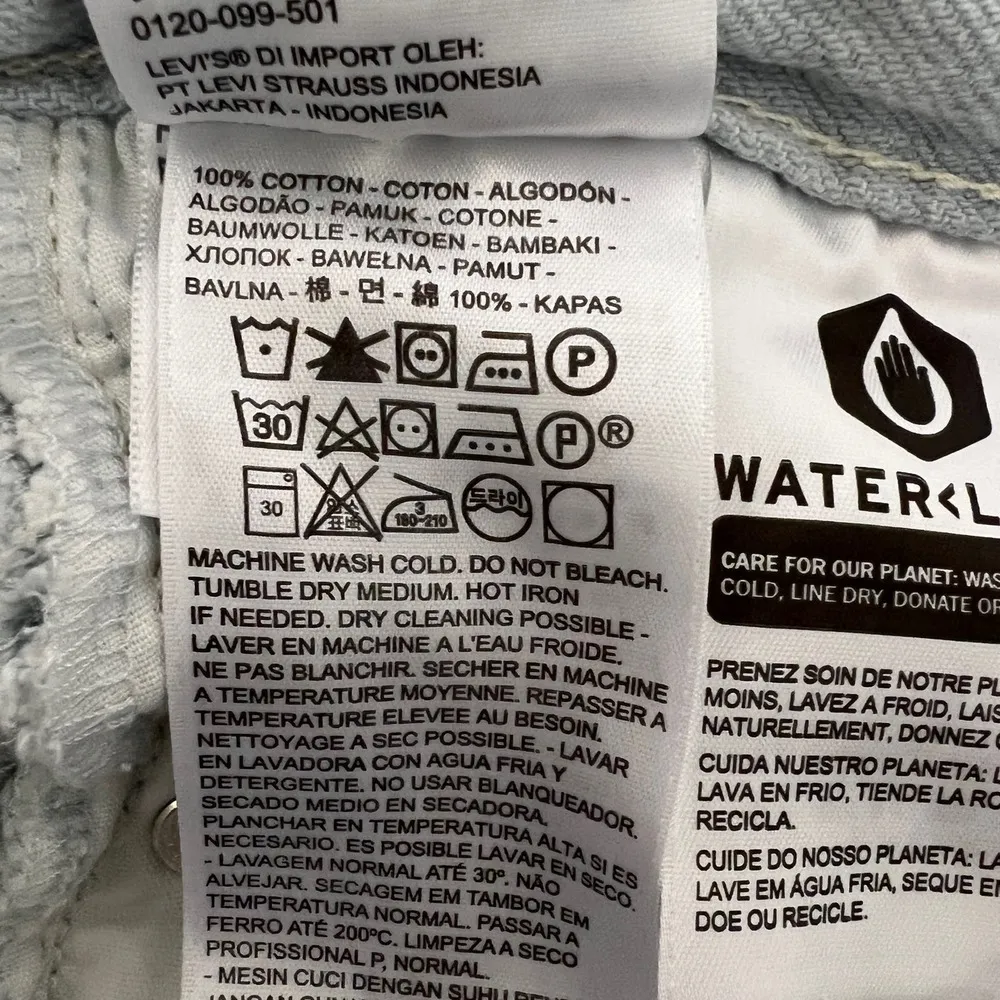 0120-099-501
LEVI'S® DI IMPORT OLEH:
PT LEVI STRAUSS INDONESIA
JAKARTA - INDONESIA
100% COTTON - COTON - ALGODÓN -
ALGODÃO - PAMUK - COTONE -
BAUMWOLLE - KATOEN - BAMBAKI -
ХЛОПОК - BAWEŁNA - PAMUT -
BAVLNA - 棉 - 면 - 綿 100% - KAPAS
P
30 P ®
30 3 180-210 드라이
MACHINE WASH COLD. DO NOT BLEACH.
TUMBLE DRY MEDIUM. HOT IRON
IF NEEDED. DRY CLEANING POSSIBLE -
LAVER EN MACHINE A L'EAU FROIDE.
NE PAS BLANCHIR. SECHER EN MACHINE
A TEMPERATURE MOYENNE. REPASSER A
TEMPERATURE ELEVEE AU BESOIN.
NETTOYAGE A SEC POSSIBLE. - LAVAR
EN LAVADORA CON AGUA FRIA Y
DETERGENTE. NO USAR BLANQUEADOR.
SECADO MEDIO EN SECADORA.
PLANCHAR EN TEMPERATURA ALTA SI ES
NECESARIO. ES POSIBLE LAVAR EN SECO.
- LAVAGEM NORMAL ATÉ 30º. NÃO
ALVEJAR. SECAGEM EM TAMBOR EM
TEMPERATURA NORMAL. PASSAR A
FERRO ATÉ 200ºC. LIMPEZA A SECO
PROFISSIONAL P, NORMAL.
- MESIN CUCI DENGAN SUHU
WATER<L
CARE FOR OUR PLANET: WAS
COLD, LINE DRY, DONATE OR
PRENEZ SOIN DE NOTRE PL
MOINS, LAVEZ A FROID, LAIS
NATURELLEMENT, DONNEZ
CUIDA NUESTRO PLANETA: L
LAVA EN FRIO, TIENDE LA RO
RECICLA.
CUIDE DO NOSSO PLANETA: LA
LAVE EM ÁGUA FRIA, SEQUE EM
DOE OU RECICLE.